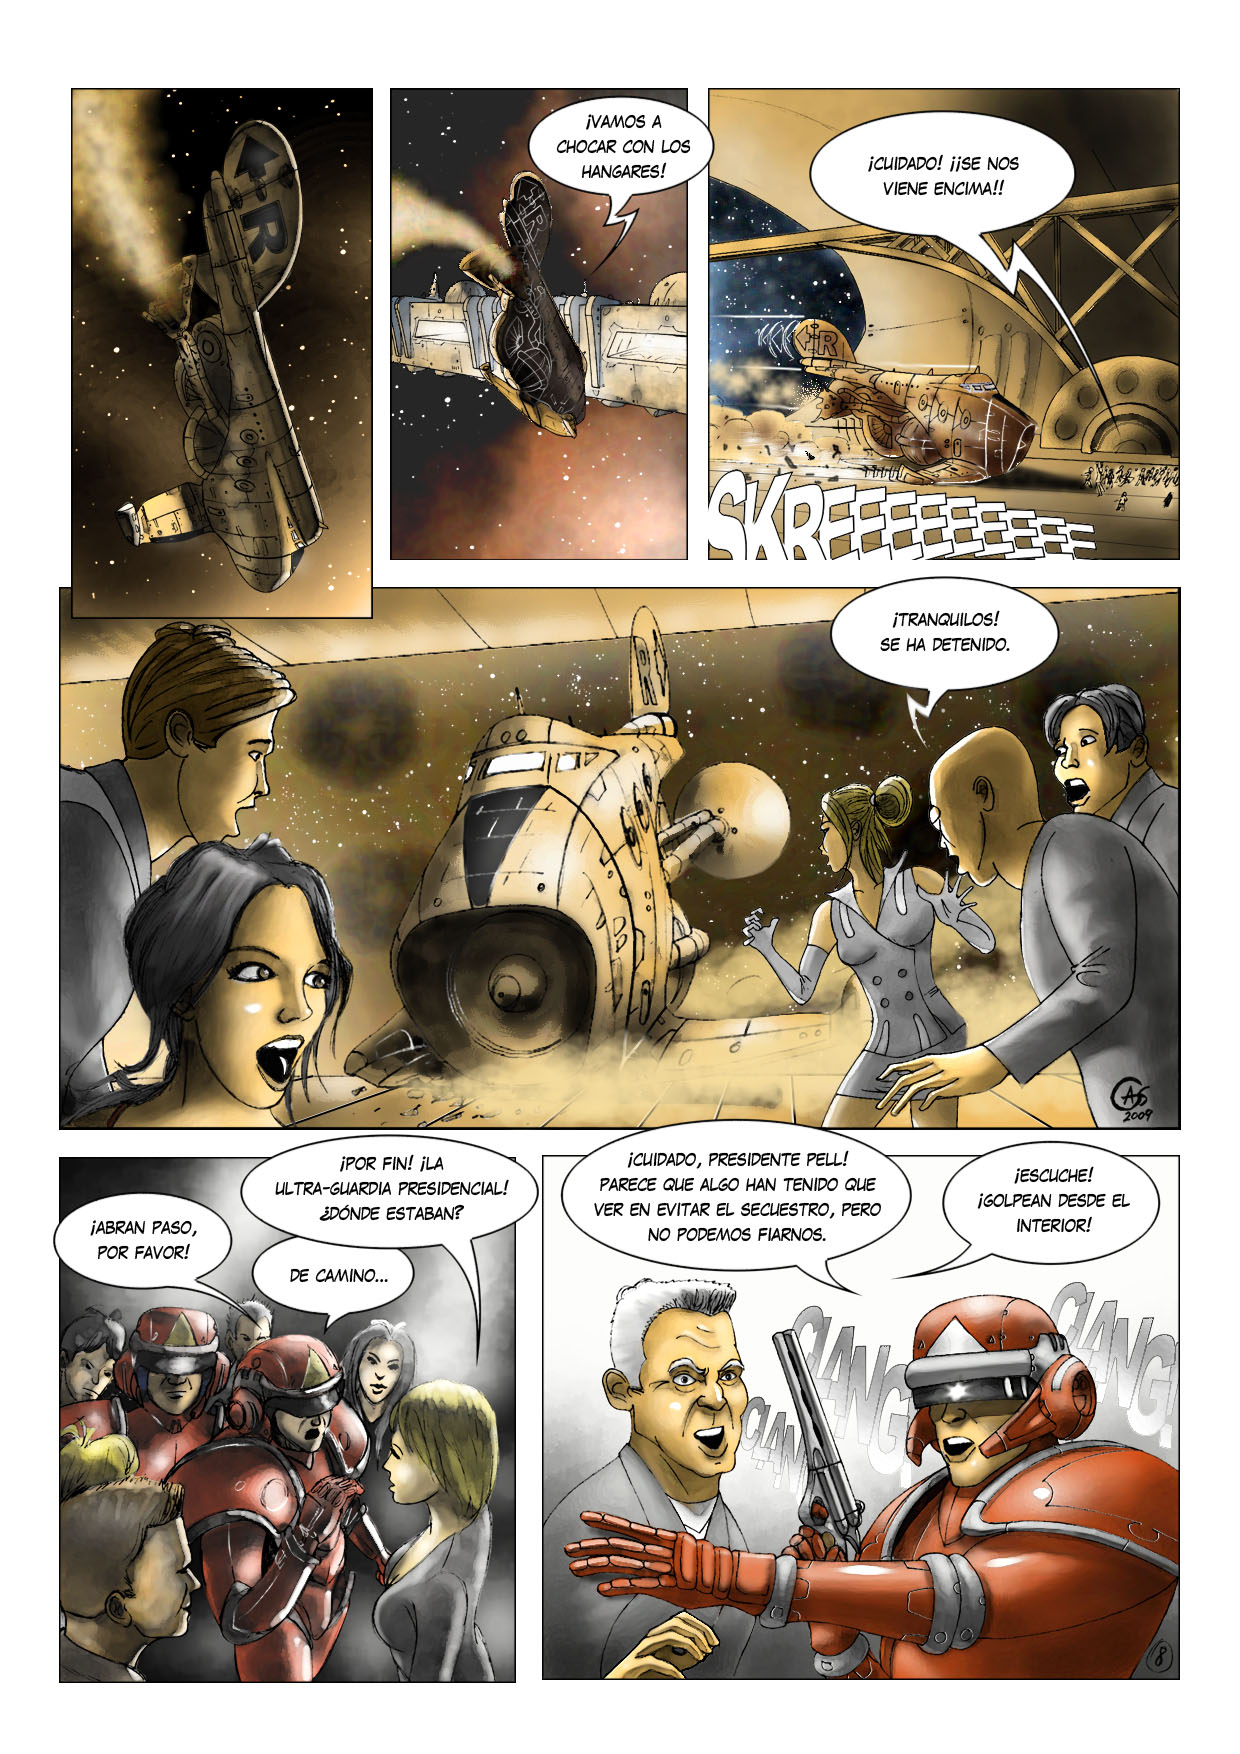 R
¡VAMOS A
CHOCAR CON LOS
HANGARES!
¡CUIDADO! ¡¡SE NOS
VIENE ENCIMA!!
R
SKREEEEEEEEEEE
¡TRANQUILOS!
SE HA DETENIDO.
R
CAS
2009
¡ABRAN PASO,
POR FAVOR!
¡POR FIN! ¡LA
ULTRA-GUARDIA PRESIDENCIAL!
¿DÓNDE ESTABAN?
DE CAMINO...
¡CUIDADO, PRESIDENTE PELL!
PARECE QUE ALGO HAN TENIDO QUE
VER EN EVITAR EL SECUESTRO, PERO
NO PODEMOS FIARNOS.
¡ESCUCHE!
¡GOLPEAN DESDE EL
INTERIOR!
CLANG
CLANG!
CLANG!
8